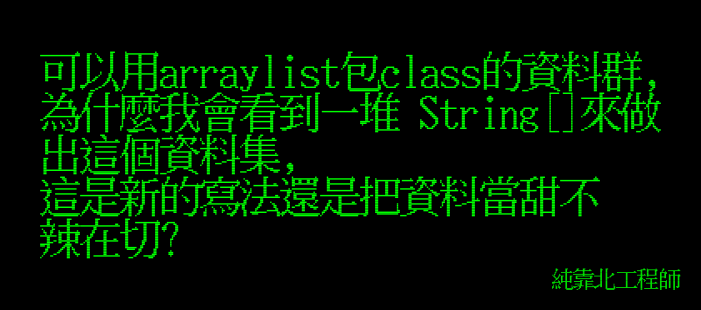 可以用arraylist包class的資料群,
為什麼我會看到一堆 String[]來做
出這個資料集,
這是新的寫法還是把資料當甜不
辣在切?
純靠北工程師